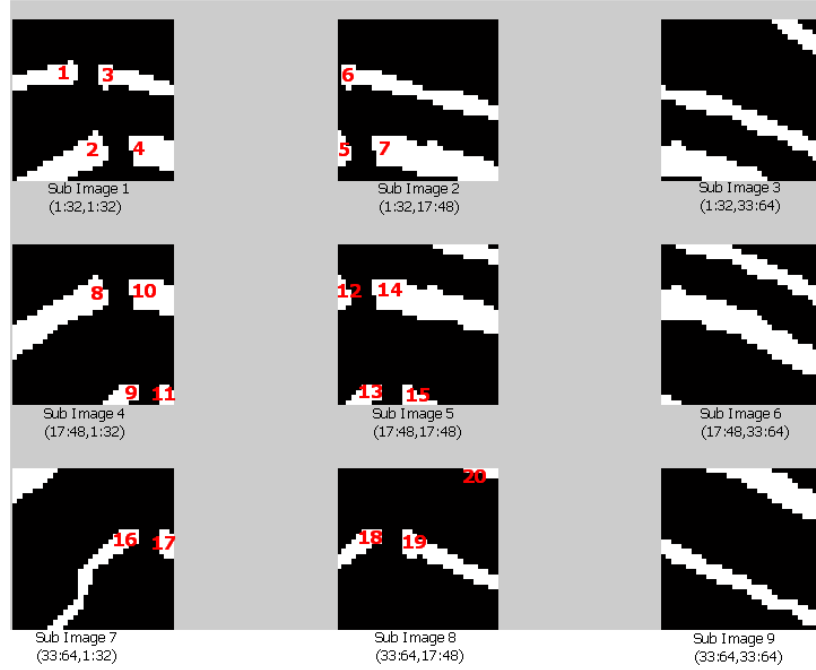 1 3 6
2 4 5 7
Sub Image 1 Sub Image 2 Sub Image 3
(1:32,1:32) (1:32,17:48) (1:32,33:64)
8 10 12 14
9 11 13 15
Sub Image 4 Sub Image 5 Sub Image 6
(17:48,1:32) (17:48,17:48) (17:48,33:64)
20
16 17 18 19
Sub Image 7 Sub Image 8 Sub Image 9
(33:64,1:32) (33:64,17:48) (33:64,33:64)